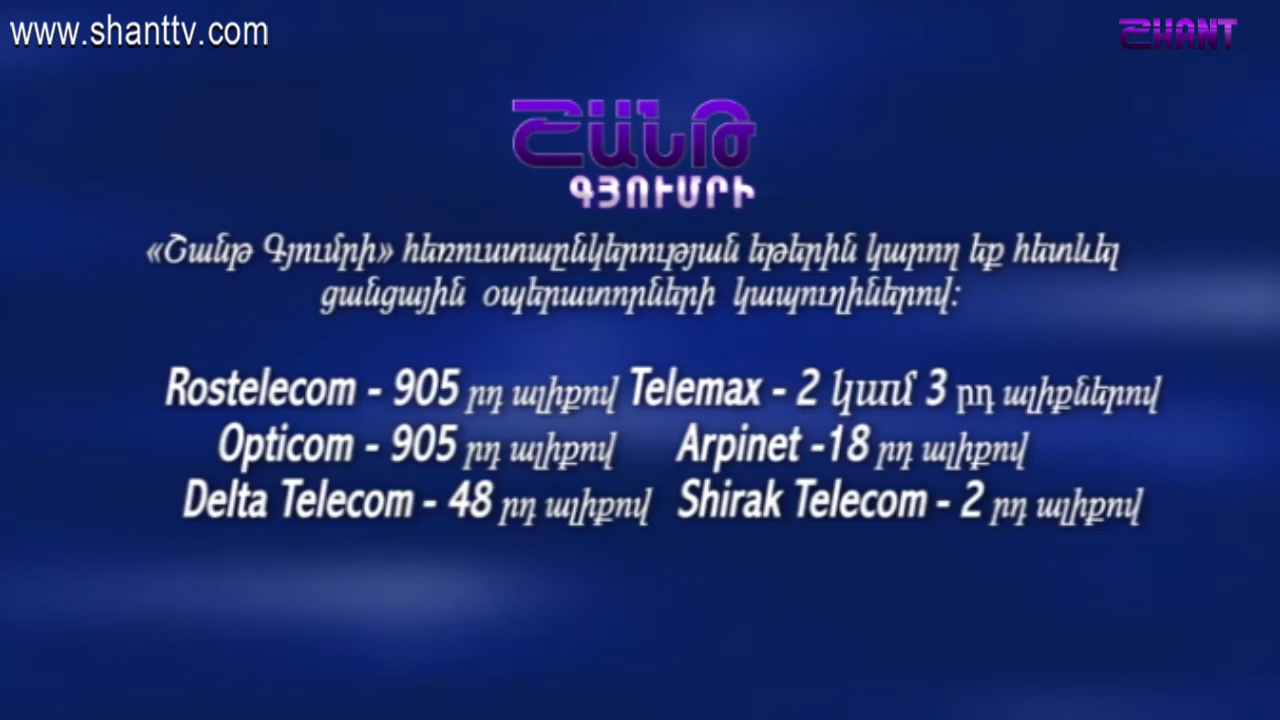 www.shanttv.com
SHANT
ՇԱՆԹ
ԳՅՈՒՄՐԻ
«Շանթ Գյումրի» հեռուստաընկերության եթերին կարող եք հետևել
ցանցային օպերատորների կապուղիներով:
Rostelecom - 905 րդ ալիքով Telemax - 2 կամ 3 րդ ալիքներով
Opticom - 905 րդ ալիքով Arpinet -18 րդ ալիքով
Delta Telecom - 48 րդ ալիքով Shirak Telecom - 2 րդ ալիքով